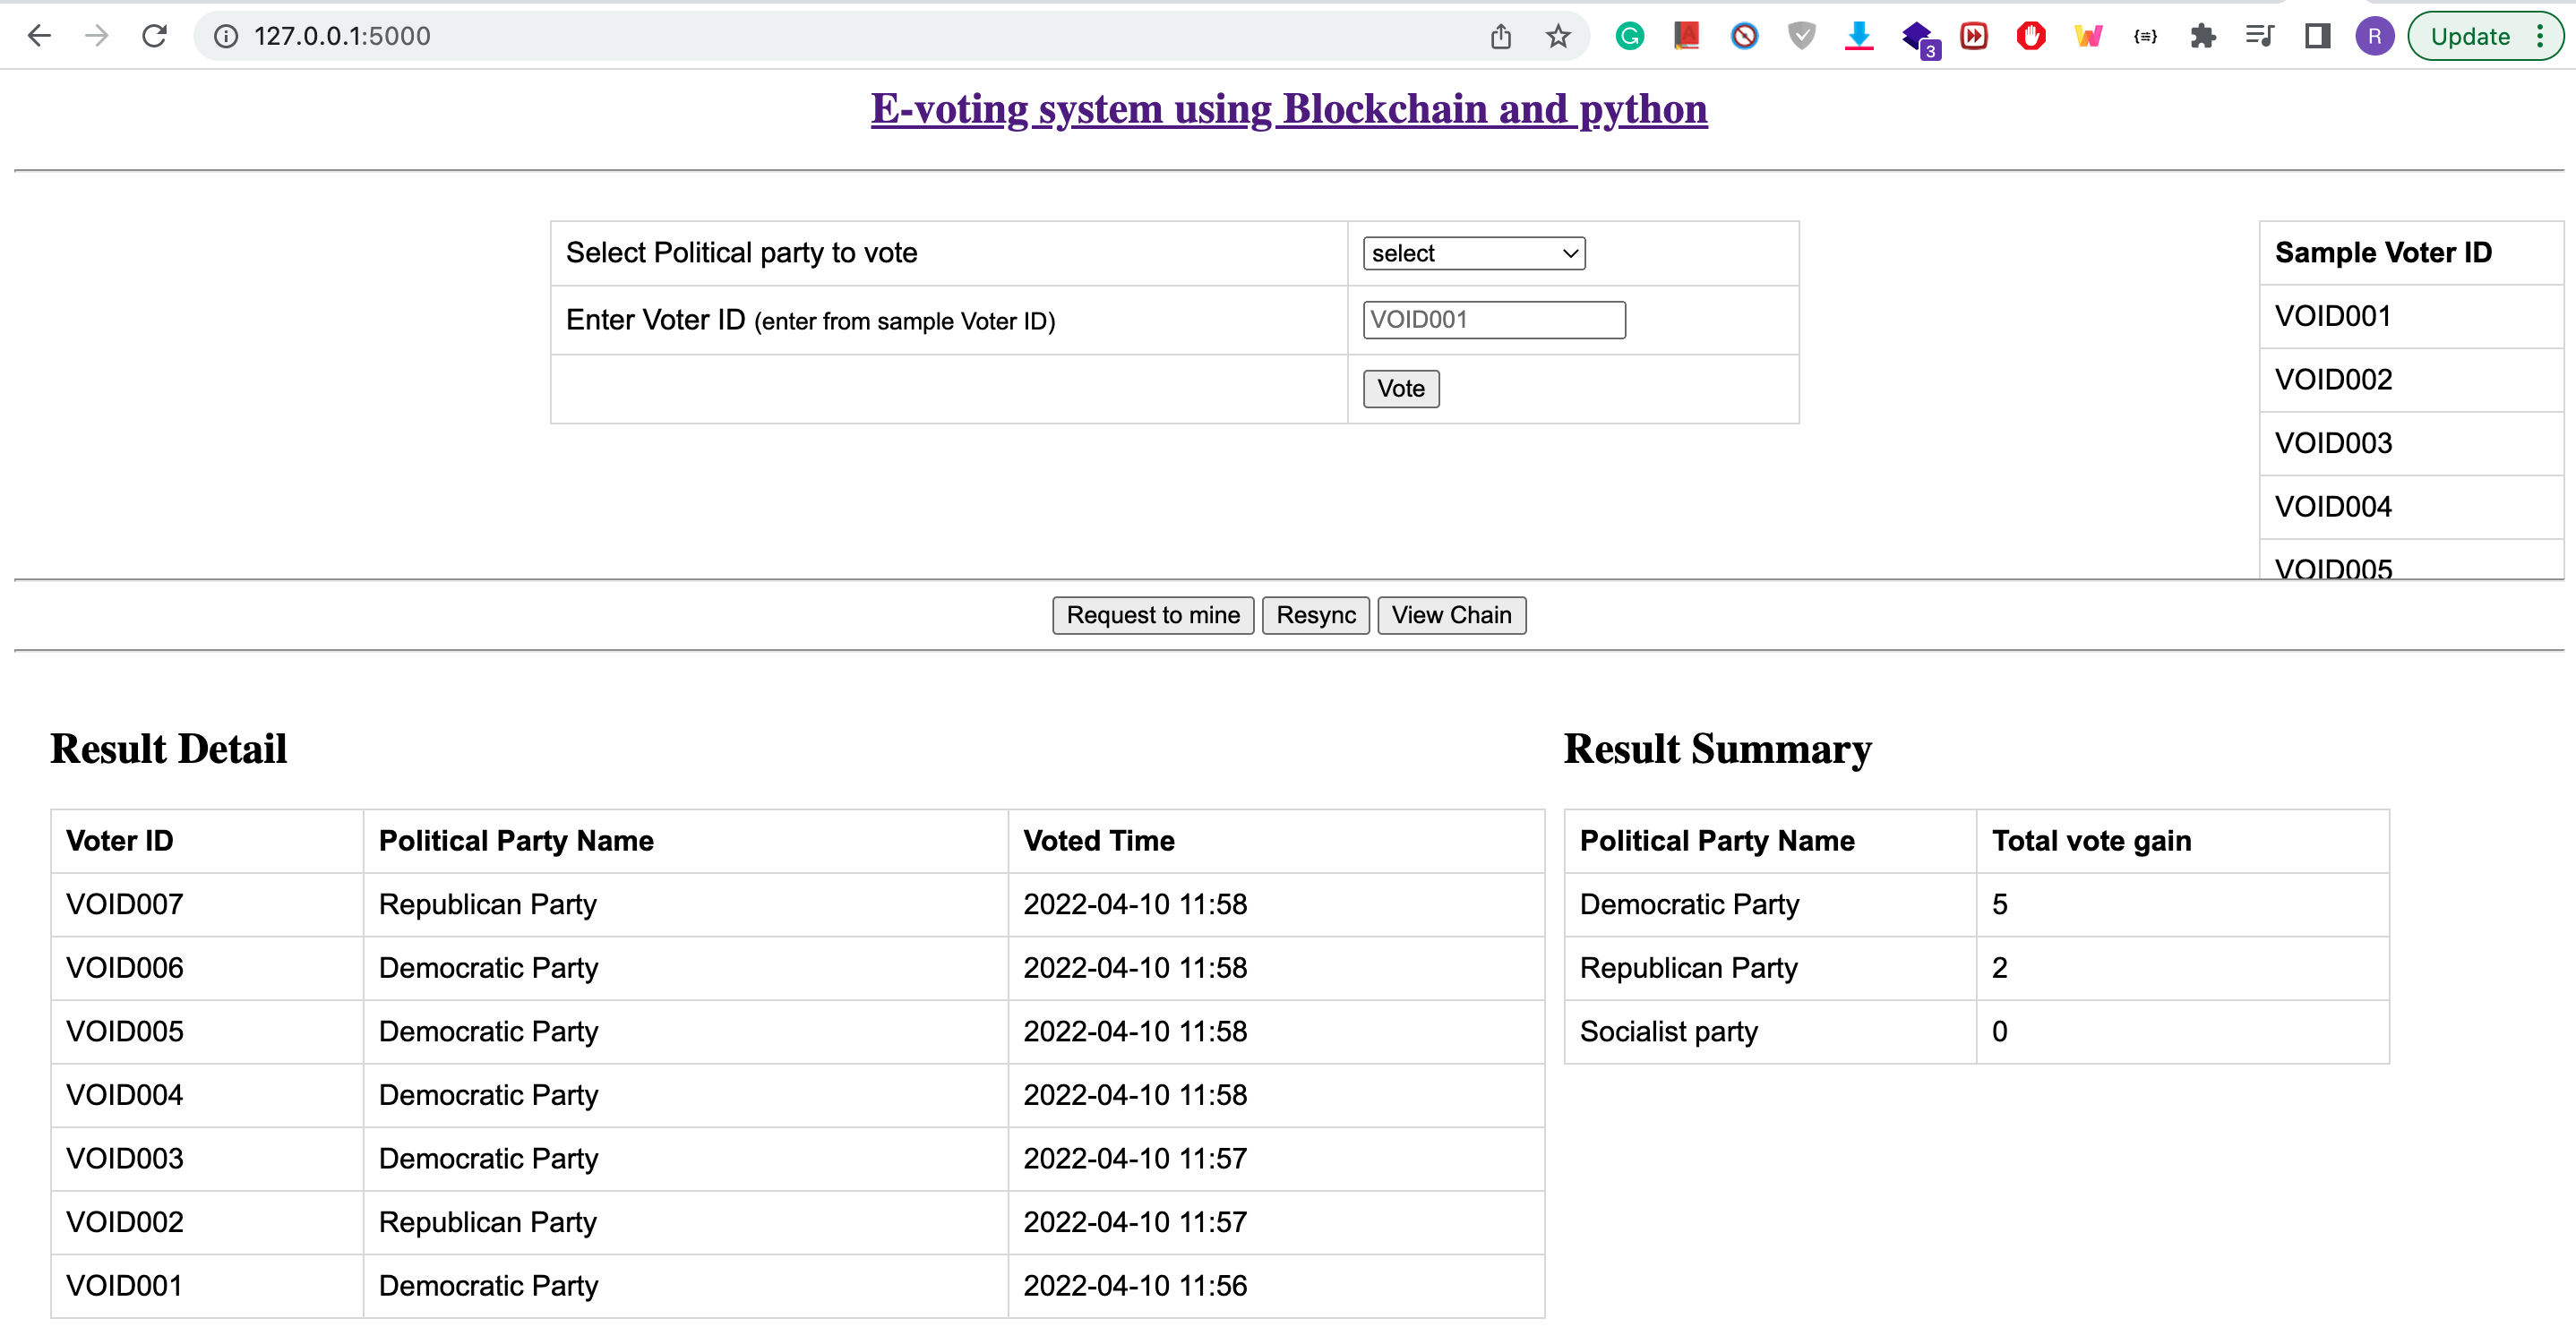 127.0.0.1:5000
3
R
Update
E-voting system using Blockchain and python
Select Political party to vote
select
Enter Voter ID (enter from sample Voter ID)
VOID001
Vote
Sample Voter ID
VOID001
VOID002
VOID003
VOID004
VOID005
Request to mine
Resync
View Chain
Result Detail
Voter ID Political Party Name Voted Time
VOID007 Republican Party 2022-04-10 11:58
VOID006 Democratic Party 2022-04-10 11:58
VOID005 Democratic Party 2022-04-10 11:58
VOID004 Democratic Party 2022-04-10 11:58
VOID003 Democratic Party 2022-04-10 11:57
VOID002 Republican Party 2022-04-10 11:57
VOID001 Democratic Party 2022-04-10 11:56
Result Summary
Political Party Name Total vote gain
Democratic Party 5
Republican Party 2
Socialist party 0